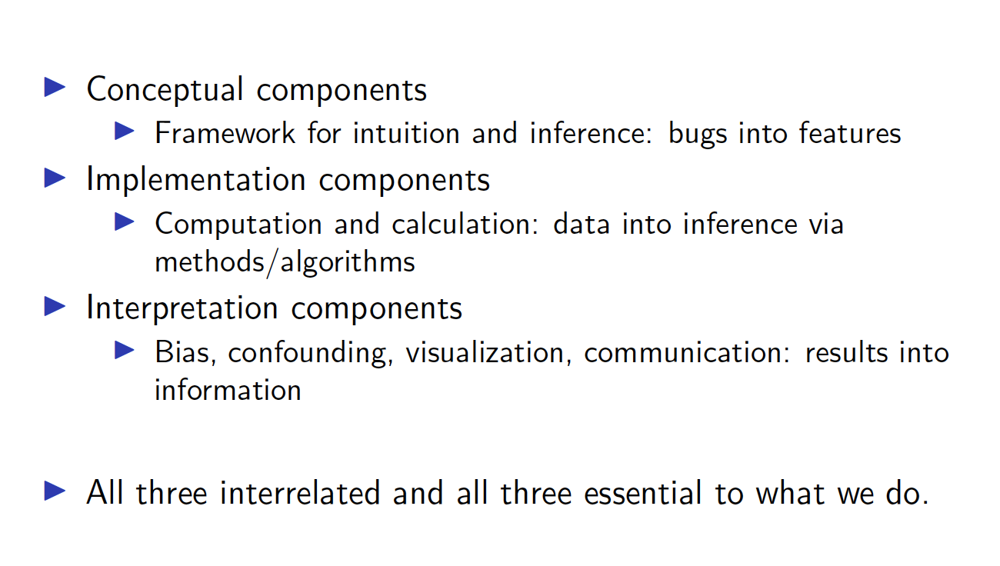 Conceptual components
Framework for intuition and inference: bugs into features
Implementation components
Computation and calculation: data into inference via
methods/algorithms
Interpretation components
Bias, confounding, visualization, communication: results into
information
All three interrelated and all three essential to what we do.